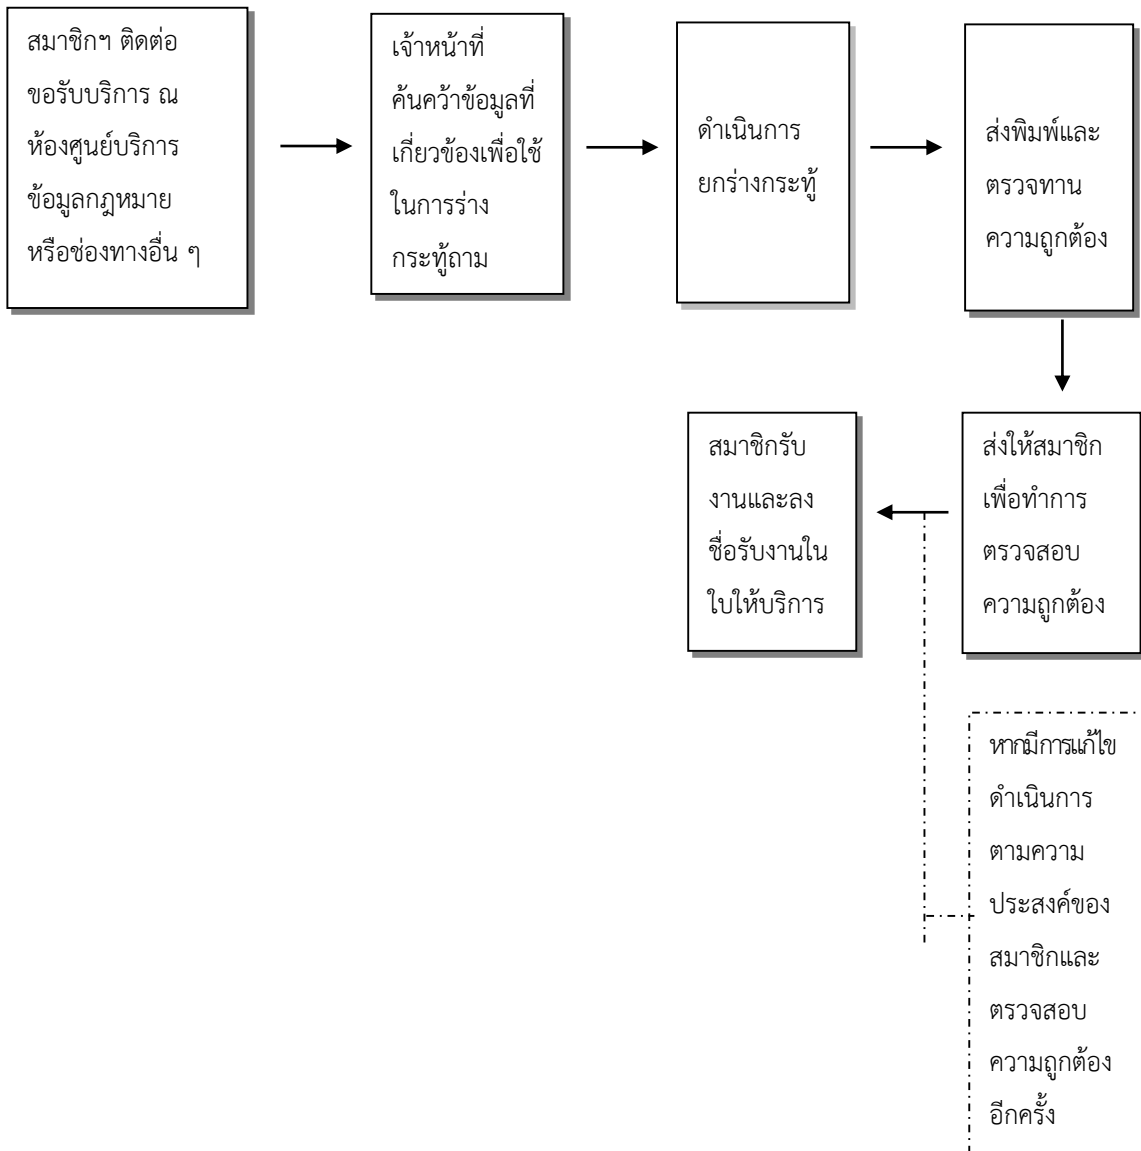 สมาชิกฯ ติดต่อ
ขอรับบริการ ณ
ห้องศูนย์บริการ
ข้อมูลกฎหมาย
หรือช่องทางอื่น ๆ
เจ้าหน้าที่
ค้นคว้าข้อมูลที่
เกี่ยวข้องเพื่อใช้
ในการร่าง
กระทู้ถาม
ดำเนินการ
ยกร่างกระทู้
ส่งพิมพ์และ
ตรวจทาน
ความถูกต้อง
ส่งให้สมาชิก
เพื่อทำการ
ตรวจสอบ
ความถูกต้อง
สมาชิกรับ
งานและลง
ชื่อรับงานใน
ใบให้บริการ
หากมีการแก้ไข
ดำเนินการ
ตามความ
ประสงค์ของ
สมาชิกและ
ตรวจสอบ
ความถูกต้อง
อีกครั้ง